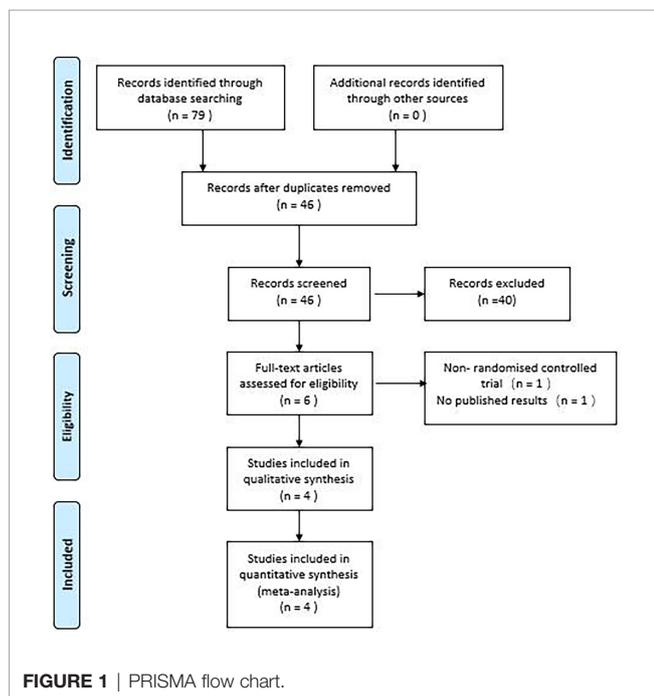 Identification
Records identified through
database searching
(n = 79 )
Additional records identified
through other sources
(n = 0 )
Records after duplicates removed
(n = 46 )
Screening
Records screened
(n = 46 )
Records excluded
(n =40)
Eligibility
Full-text articles
assessed for eligibility
(n = 6 )
Non- randomised controlled
trial （n = 1 ）
No published results （n = 1 ）
Studies included in
qualitative synthesis
(n = 4 )
Included
Studies included in
quantitative synthesis
(meta-analysis)
(n = 4 )
FIGURE 1 | PRISMA flow chart.